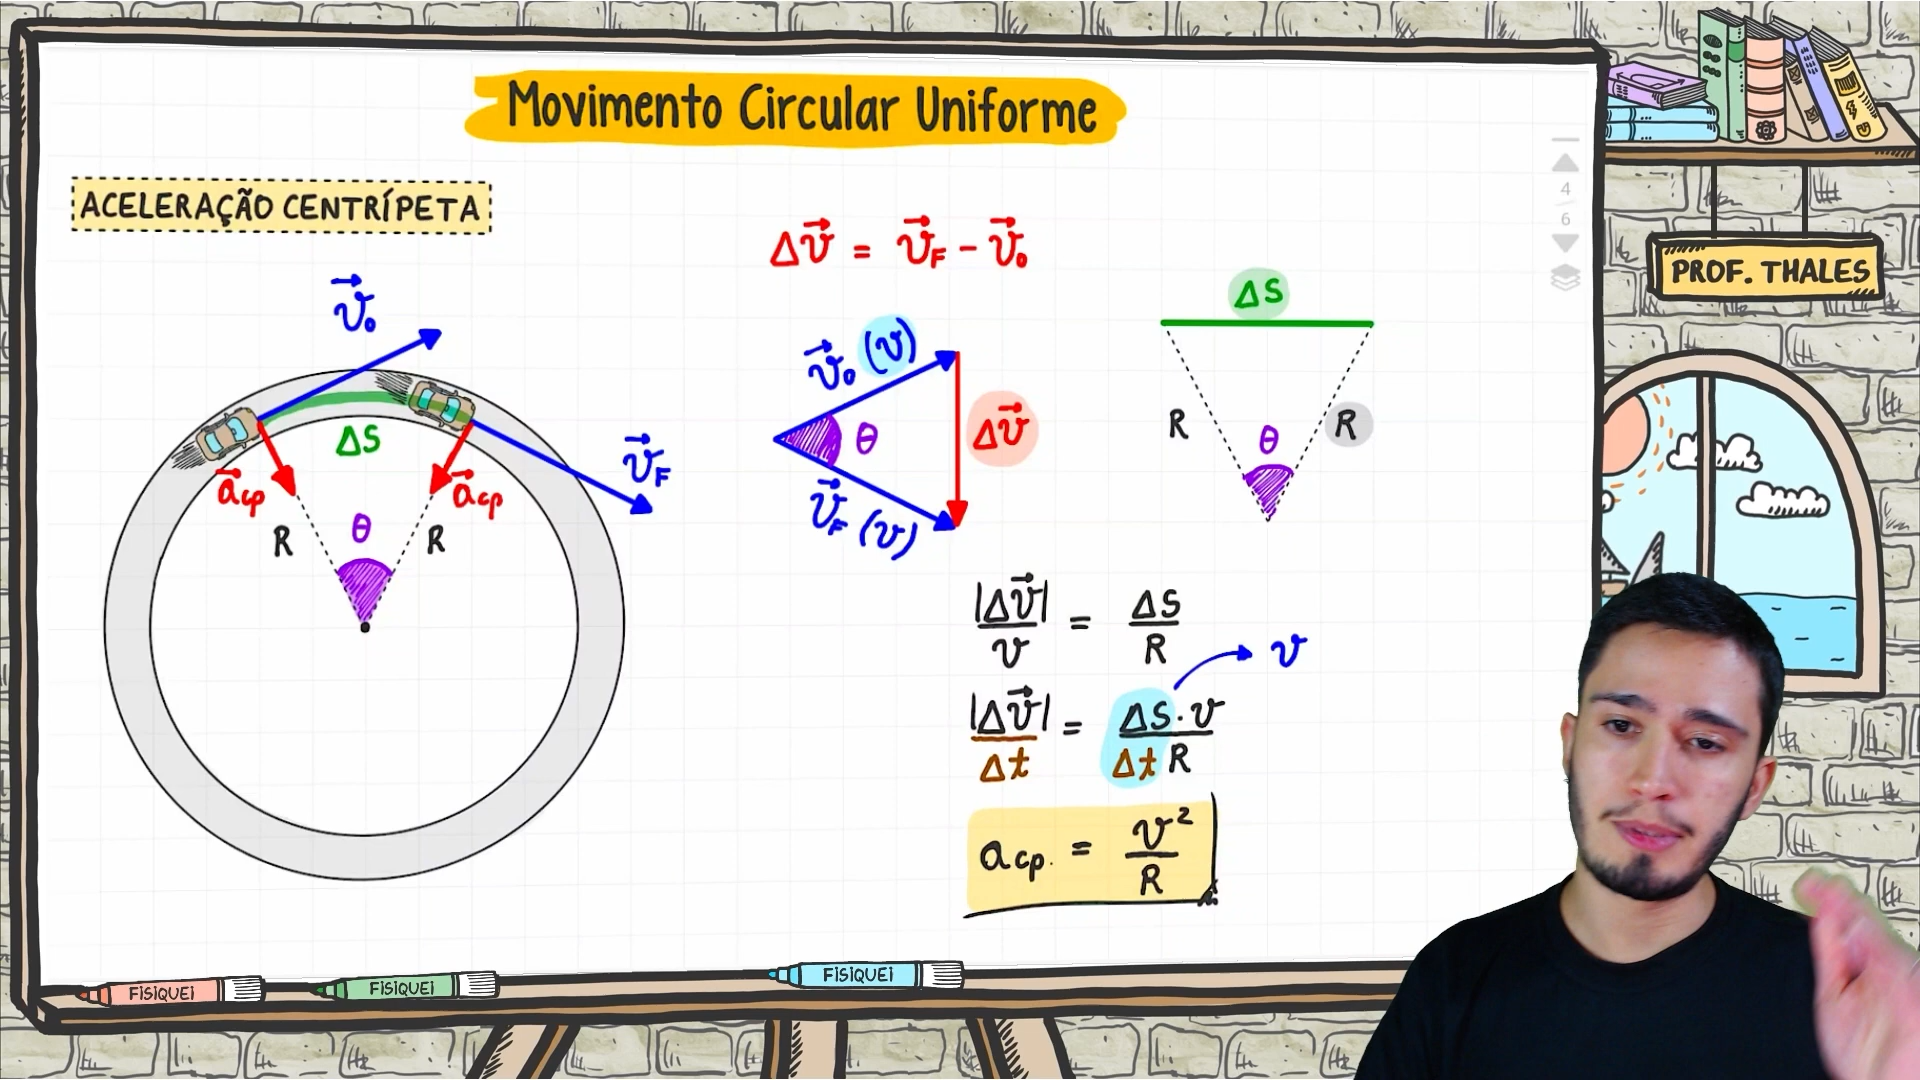 Movimento Circular Uniforme
ACELERAÇÃO CENTRÍPETA
Δv⃗ = v⃗F - v⃗₀
v⃗₀
ΔS
v⃗F
a⃗cp
a⃗cp
R
θ
R
v⃗₀ (v)
θ
Δv⃗
v⃗F (v)
ΔS
R
θ
R
|Δv⃗|/v = ΔS/R
v
|Δv⃗|/Δt = ΔS·v/Δt R
acp. = v²/R
4
6
PROF. THALES
FISIQUEI
FISIQUEI
FISIQUEI